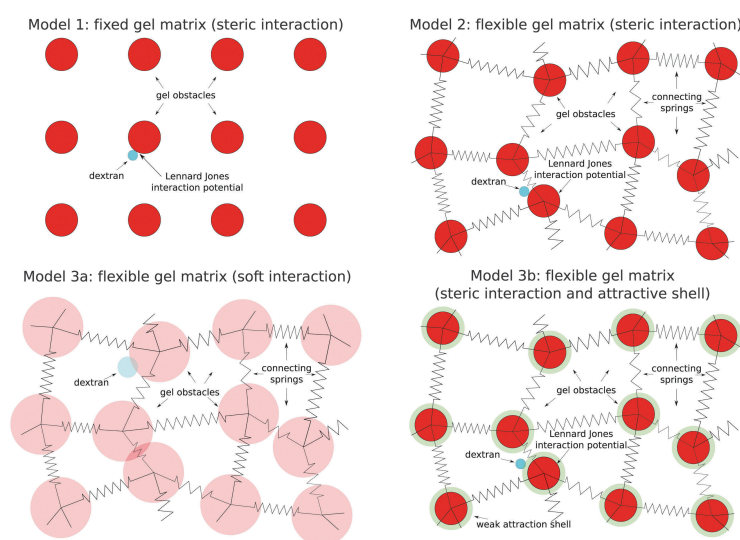 Model 1: fixed gel matrix (steric interaction)
gel obstacles
dextran
Lennard Jones
interaction potential
Model 2: flexible gel matrix (steric interaction)
connecting
springs
gel obstacles
Lennard Jones
interaction potential
dextran
Model 3a: flexible gel matrix (soft interaction)
dextran
gel obstacles
connecting
springs
Model 3b: flexible gel matrix
(steric interaction and attractive shell)
connecting
springs
gel obstacles
Lennard Jones
interaction potential
dextran
weak attraction shell